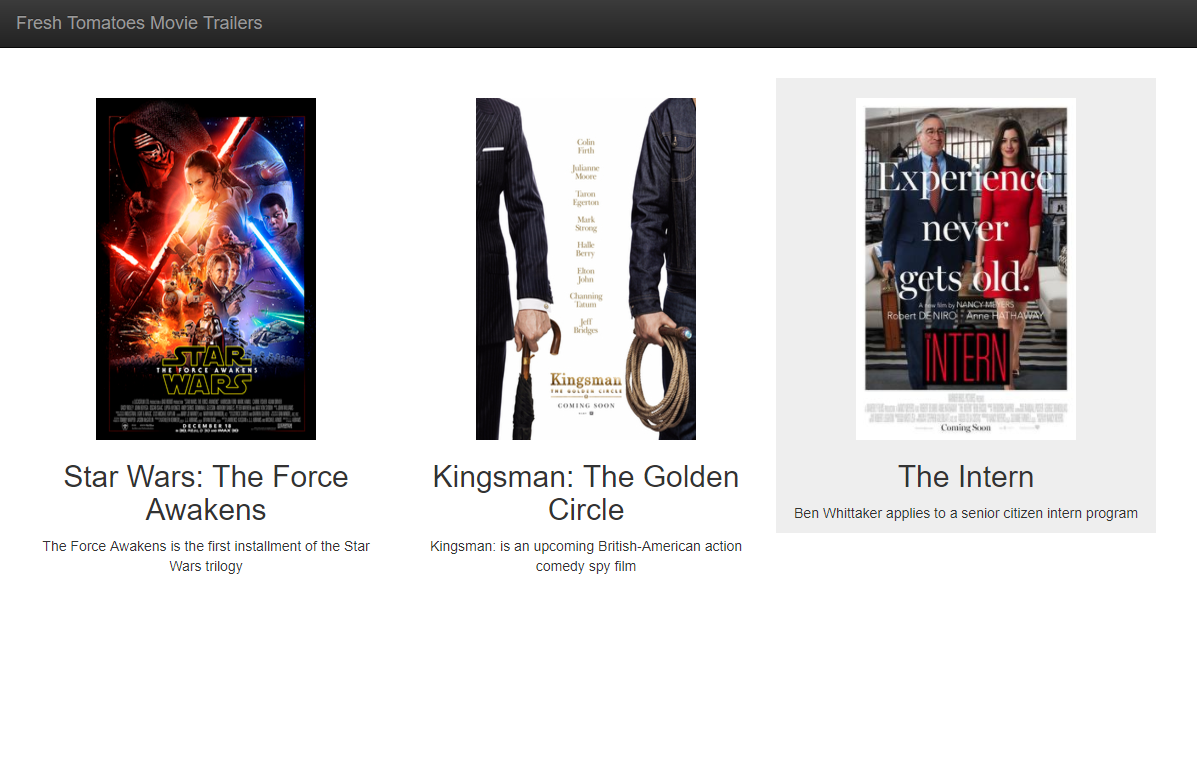 Fresh Tomatoes Movie Trailers
STAR
THE FORCE AWAKENS
WARS
DECEMBER 18
Star Wars: The Force
Awakens
The Force Awakens is the first installment of the Star
Wars trilogy
Colin
Firth
Julianne
Moore
Taron
Egerton
Mark
Strong
Halle
Berry
Elton
John
Channing
Tatum
Jeff
Bridges
Kingsman
THE GOLDEN CIRCLE
COMING SOON
Kingsman: The Golden
Circle
Kingsman: is an upcoming British-American action
comedy spy film
Experience
never
gets old.
A new film by NANCY MEYERS
Robert DE NIRO - Anne HATHAWAY
INTERN
Coming Soon
The Intern
Ben Whittaker applies to a senior citizen intern program